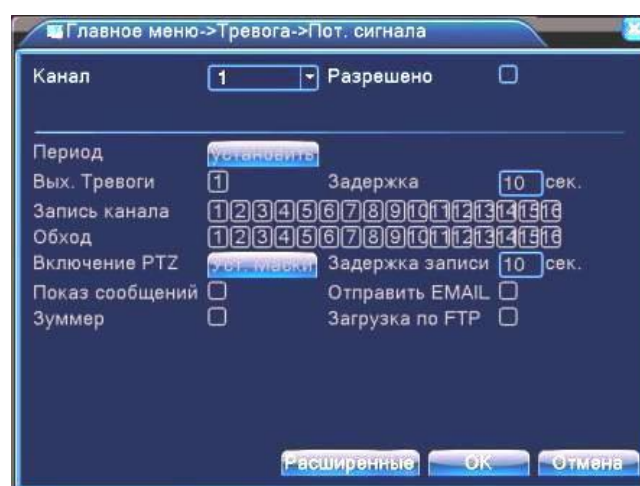 Главное меню->Тревога->Пот. сигнала
Канал 1 Разрешено
Период Установить
Вых. Тревоги 1 Задержка 10 сек.
Запись канала 1 2 3 4 5 6 7 8 9 10 11 12 13 14 15 16
Обход 1 2 3 4 5 6 7 8 9 10 11 12 13 14 15 16
Включение PTZ Уст. Маски Задержка записи 10 сек.
Показ сообщений Отправить EMAIL
Зуммер Загрузка по FTP
Расширенные OK Отмена